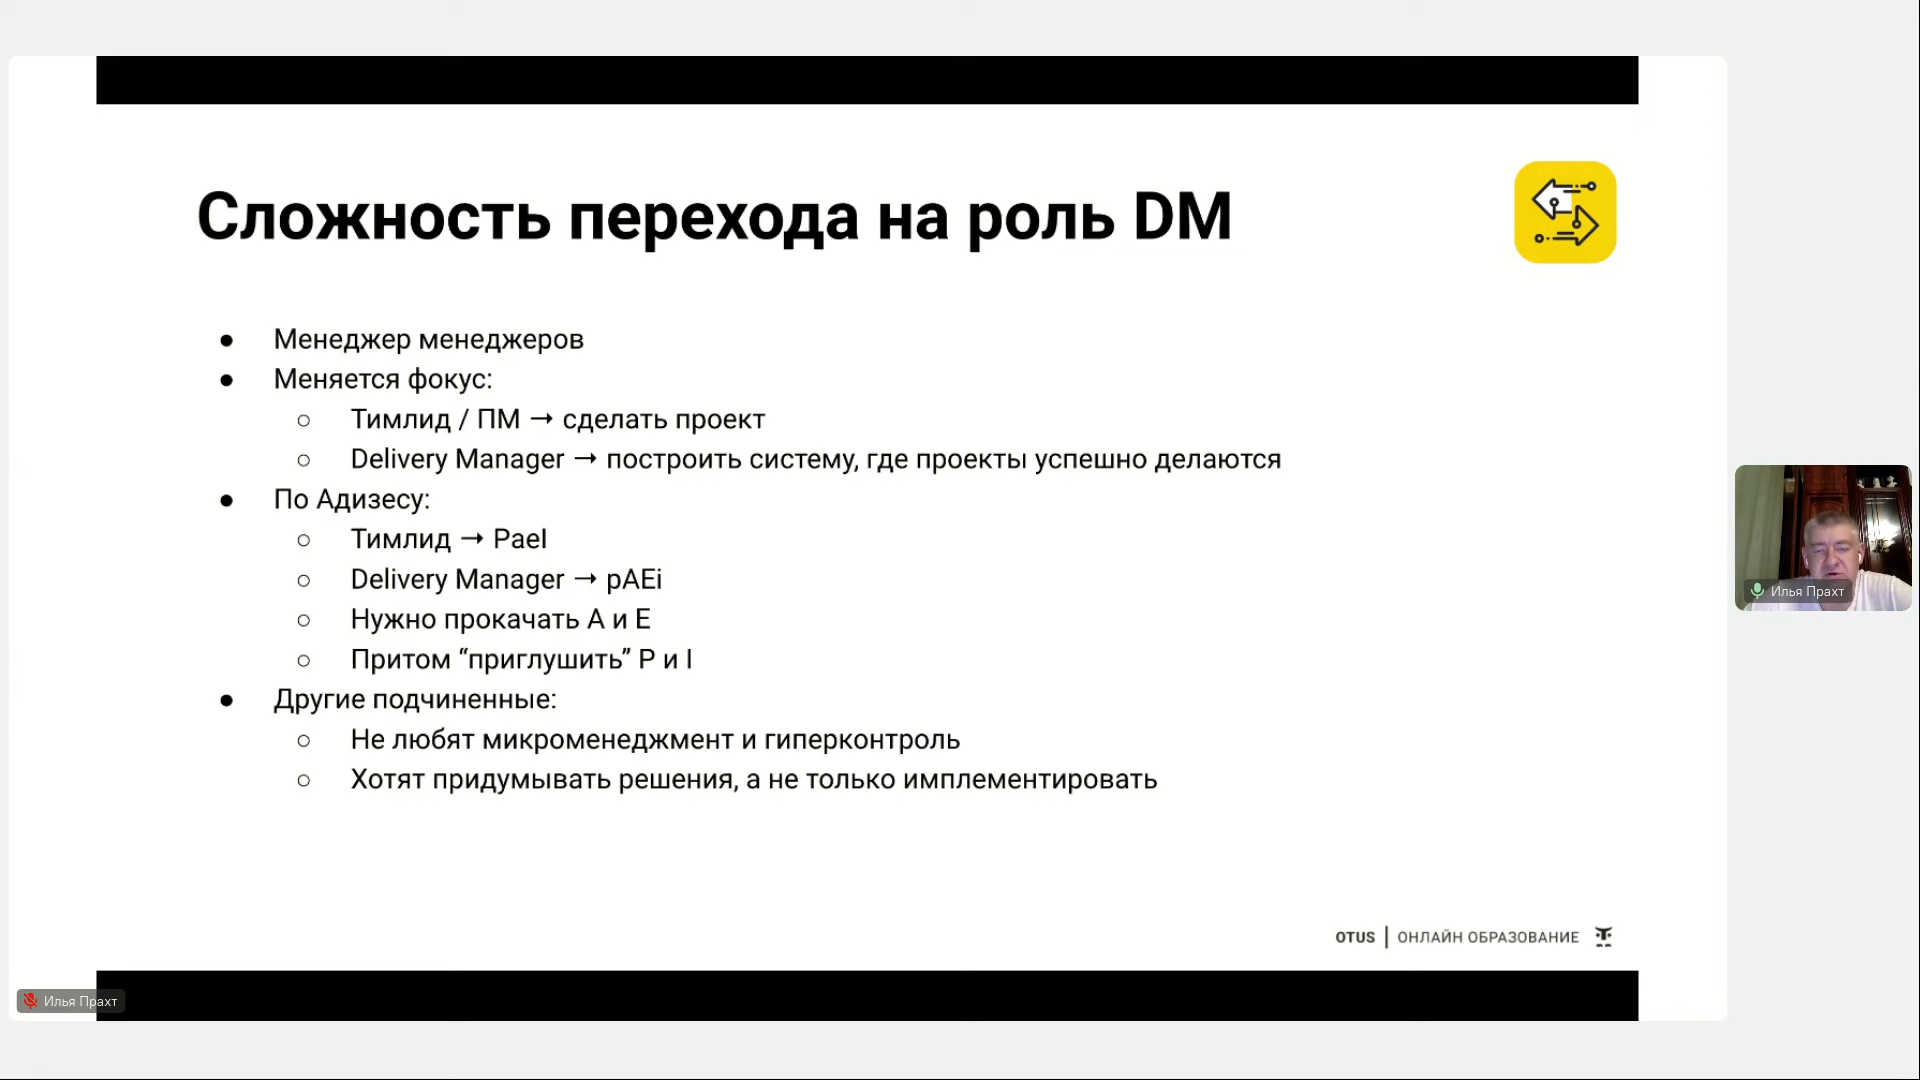 Сложность перехода на роль DM
● Менеджер менеджеров
● Меняется фокус:
○ Тимлид / ПМ → сделать проект
○ Delivery Manager → построить систему, где проекты успешно делаются
● По Адизесу:
○ Тимлид → PaeI
○ Delivery Manager → pAEi
○ Нужно прокачать A и E
○ Притом “приглушить” P и I
● Другие подчиненные:
○ Не любят микроменеджмент и гиперконтроль
○ Хотят придумывать решения, а не только имплементировать
Илья Прахт
OTUS | ОНЛАЙН ОБРАЗОВАНИЕ
Илья Прахт